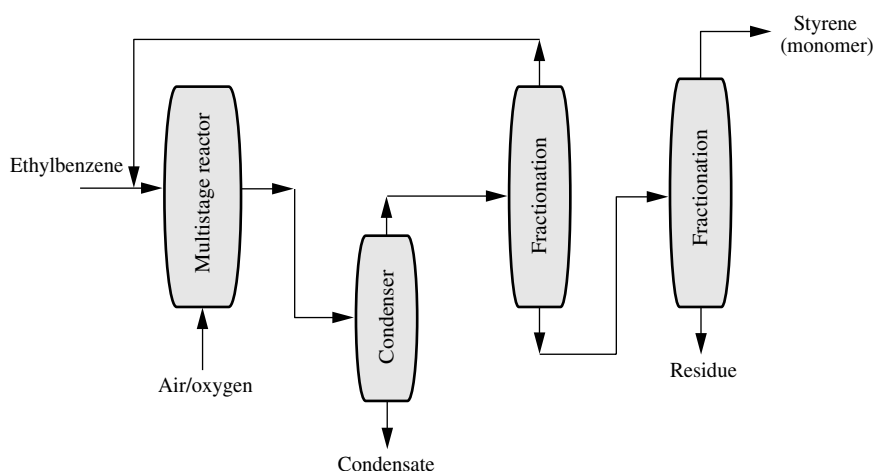 Styrene
(monomer)
Ethylbenzene
Multistage reactor
Condenser
Fractionation
Fractionation
Air/oxygen
Residue
Condensate